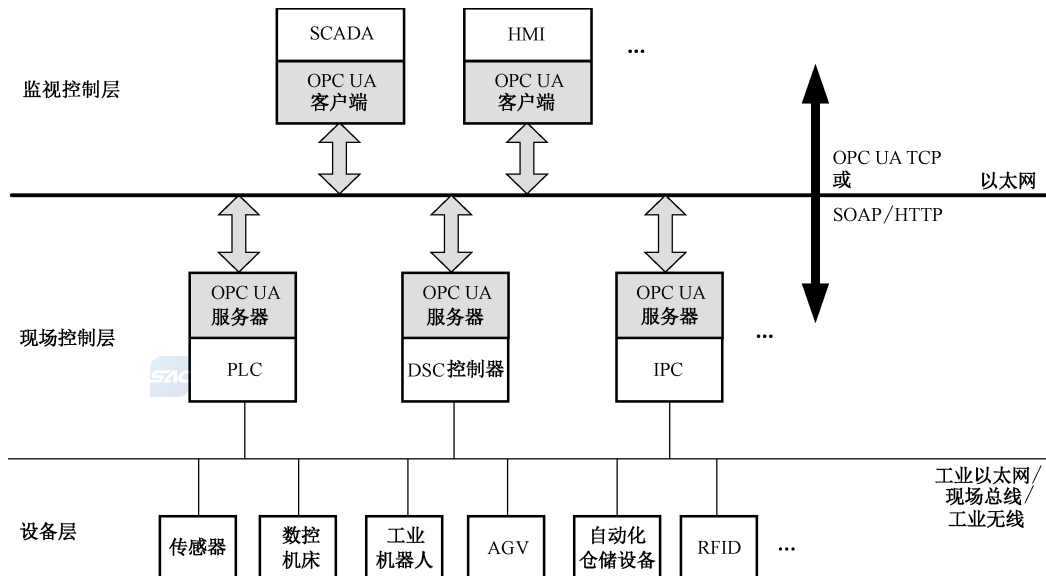 SCADA
HMI
...
监视控制层
OPC UA
客户端
OPC UA
客户端
OPC UA TCP
或
以太网
SOAP/HTTP
OPC UA
服务器
OPC UA
服务器
OPC UA
服务器
现场控制层
...
SAC
PLC
DSC控制器
IPC
工业以太网/
现场总线/
工业无线
设备层
传感器
数控
机床
工业
机器人
AGV
自动化
仓储设备
RFID
...